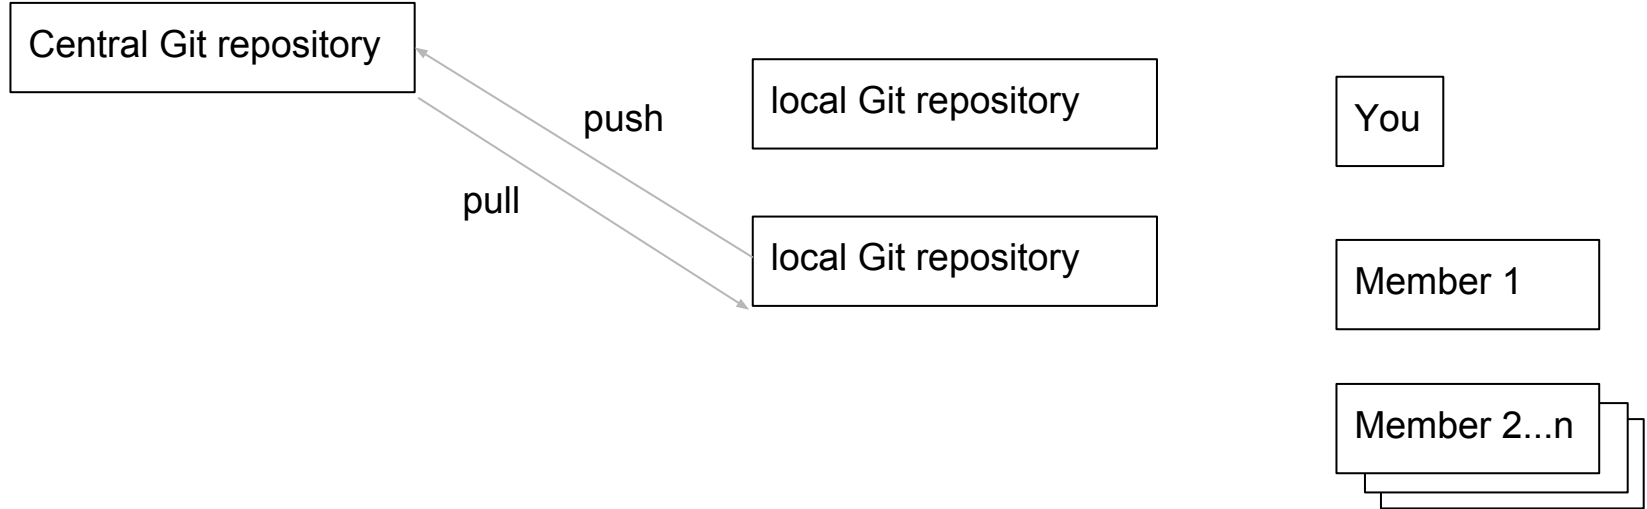 Central Git repository
local Git repository
You
push
pull
local Git repository
Member 1
Member 2...n